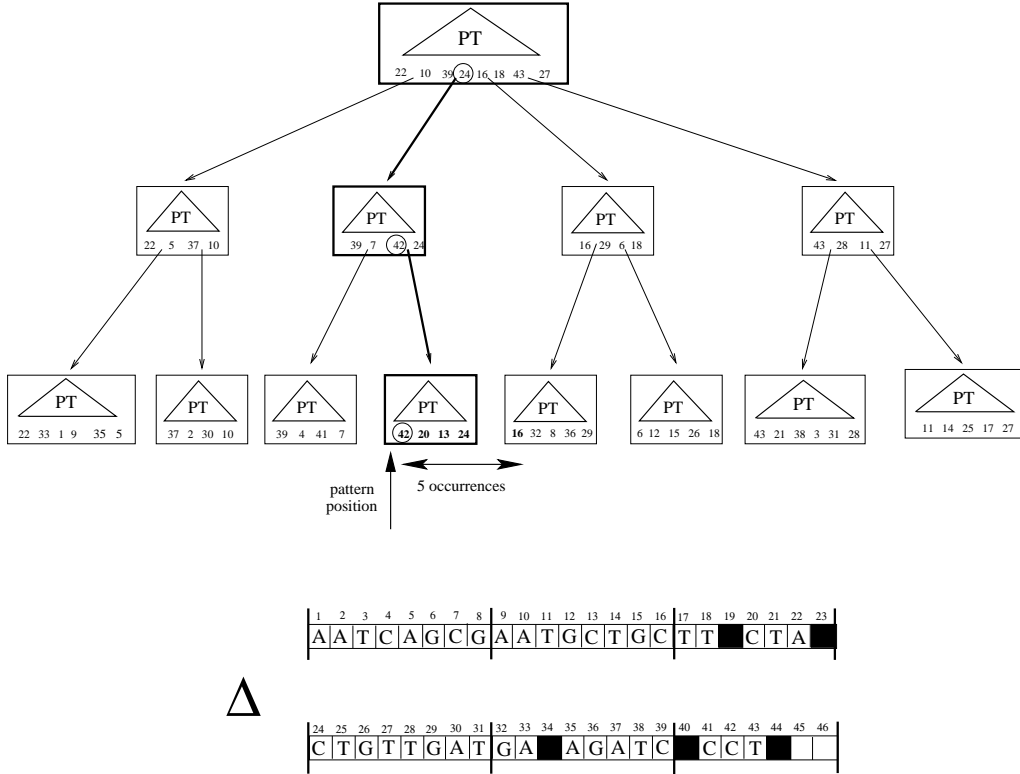 PT
22 10 39 24 16 18 43 27
PT PT PT PT
22 5 37 10 39 7 42 24 16 29 6 18 43 28 11 27
PT PT PT PT PT PT PT PT
22 33 1 9 35 5 37 2 30 10 39 4 41 7 42 20 13 24 16 32 8 36 29 6 12 15 26 18 43 21 38 3 31 28 11 14 25 17 27
pattern position
5 occurrences
1 2 3 4 5 6 7 8 9 10 11 12 13 14 15 16 17 18 19 20 21 22 23
A A T C A G C G A A T G C T G C T T C T A
Δ
24 25 26 27 28 29 30 31 32 33 34 35 36 37 38 39 40 41 42 43 44 45 46
C T G T T G A T G A A G A T C C C T